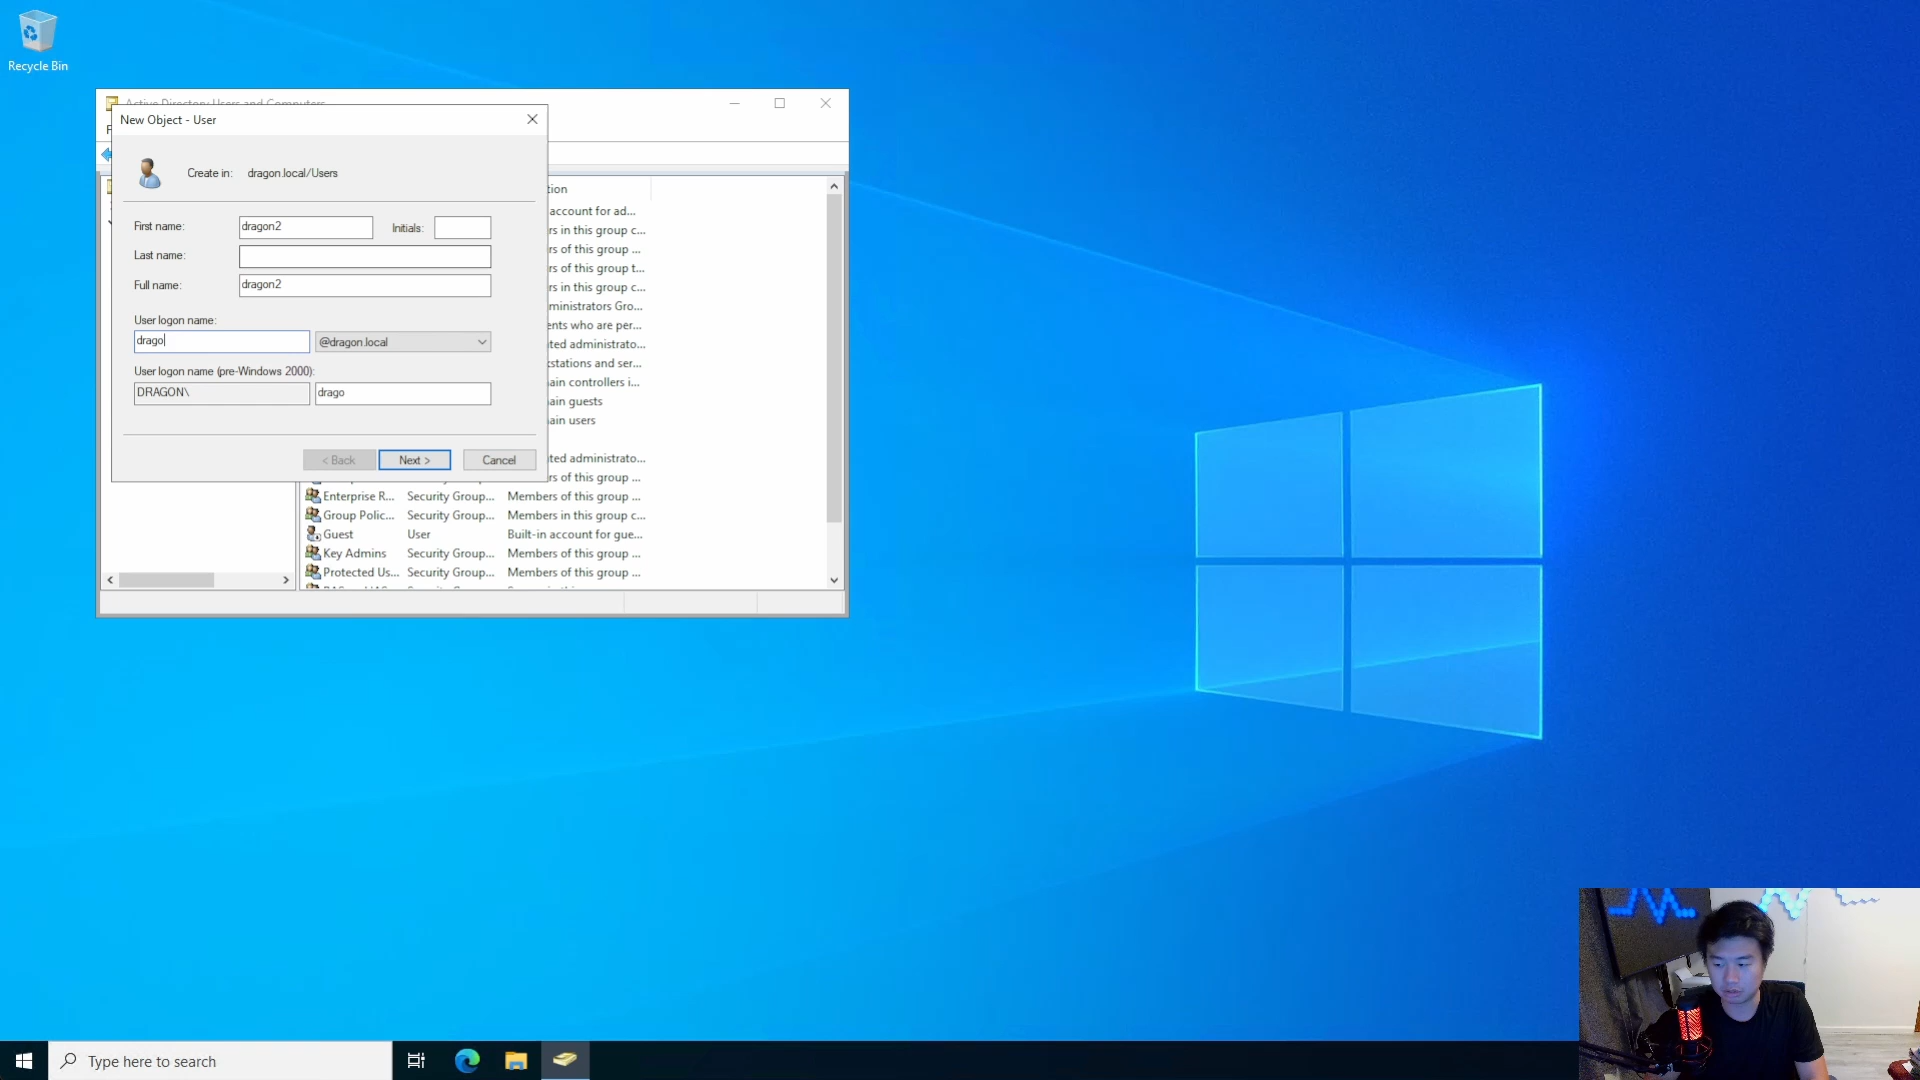 Recycle Bin
Active Directory Users and Computers
New Object - User
Create in: dragon.local/Users
First name: dragon2 Initials:
Last name:
Full name: dragon2
User logon name:
drago @dragon.local
User logon name (pre-Windows 2000):
DRAGON\ drago
< Back Next > Cancel
tion
account for ad...
rs in this group c...
rs of this group ...
rs of this group t...
rs in this group c...
ministrators Gro...
ents who are per...
ted administrato...
kstations and ser...
ain controllers i...
ain guests
ain users
ted administrato...
rs of this group ...
Enterprise R... Security Group... Members of this group ...
Group Polic... Security Group... Members in this group c...
Guest User Built-in account for gue...
Key Admins Security Group... Members of this group ...
Protected Us... Security Group... Members of this group ...
Type here to search